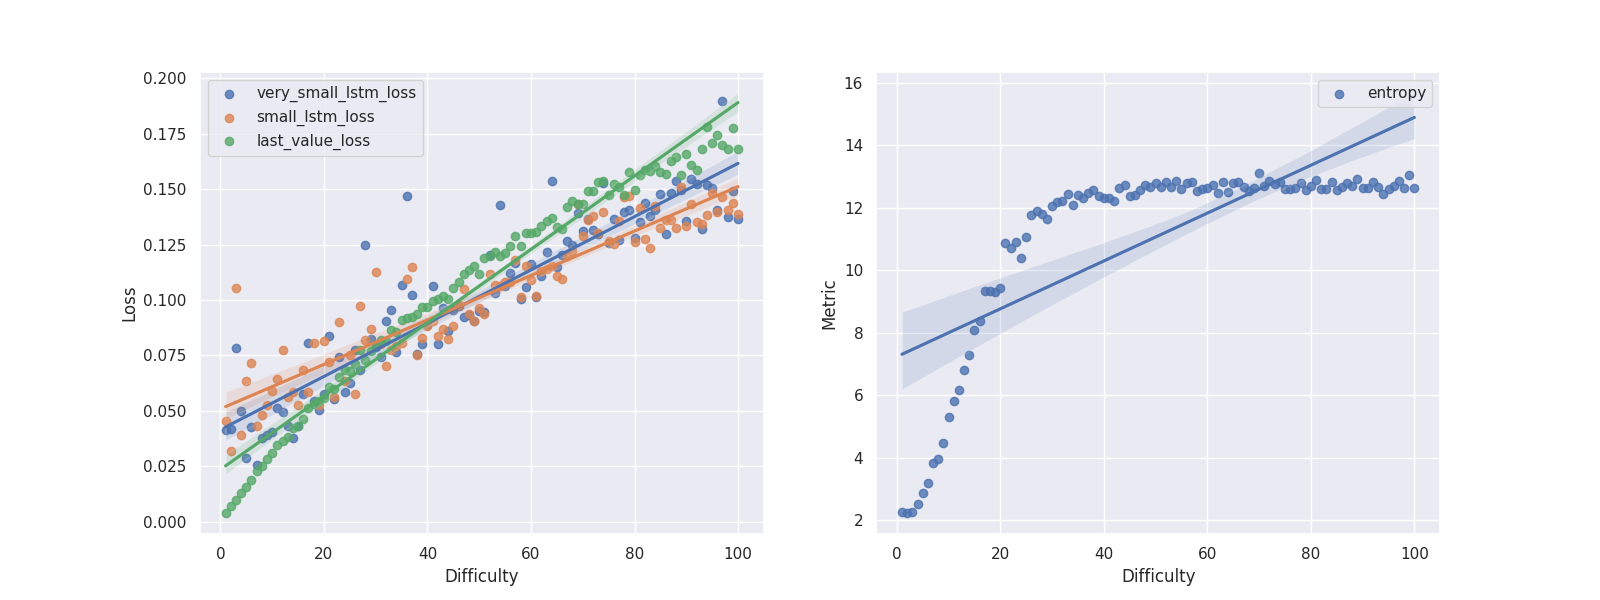 0.200
0.175
0.150
0.125
0.100
0.075
0.050
0.025
0.000
Loss
very_small_lstm_loss
small_lstm_loss
last_value_loss
0 20 40 60 80 100
Difficulty
16
14
12
10
8
6
4
2
Metric
entropy
0 20 40 60 80 100
Difficulty